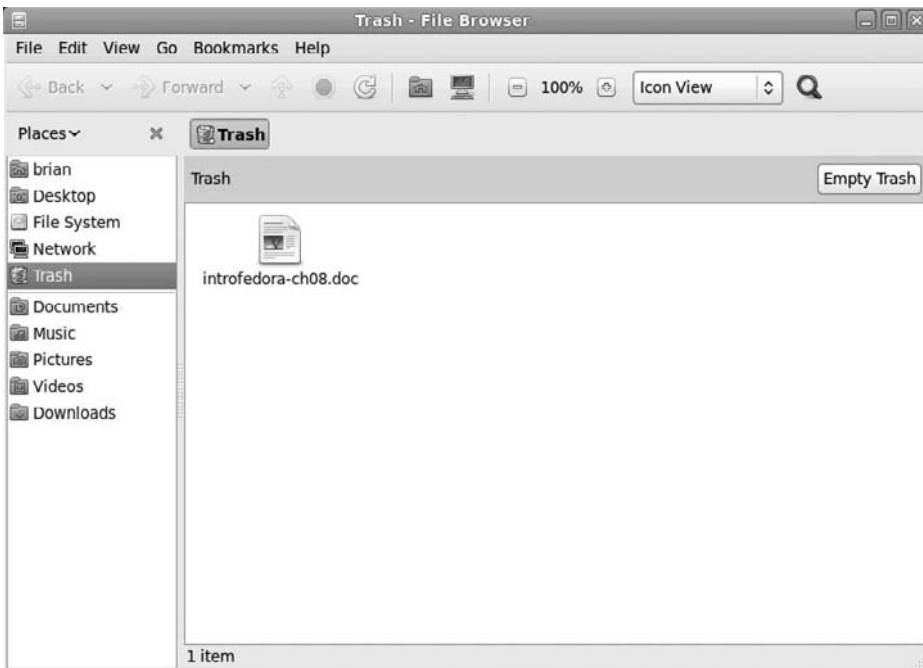 Trash - File Browser
File Edit View Go Bookmarks Help
Back Forward 100% Icon View
Places Trash
brian
Desktop
File System
Network
Trash
Documents
Music
Pictures
Videos
Downloads
Trash Empty Trash
introfedora-ch08.doc
1 item